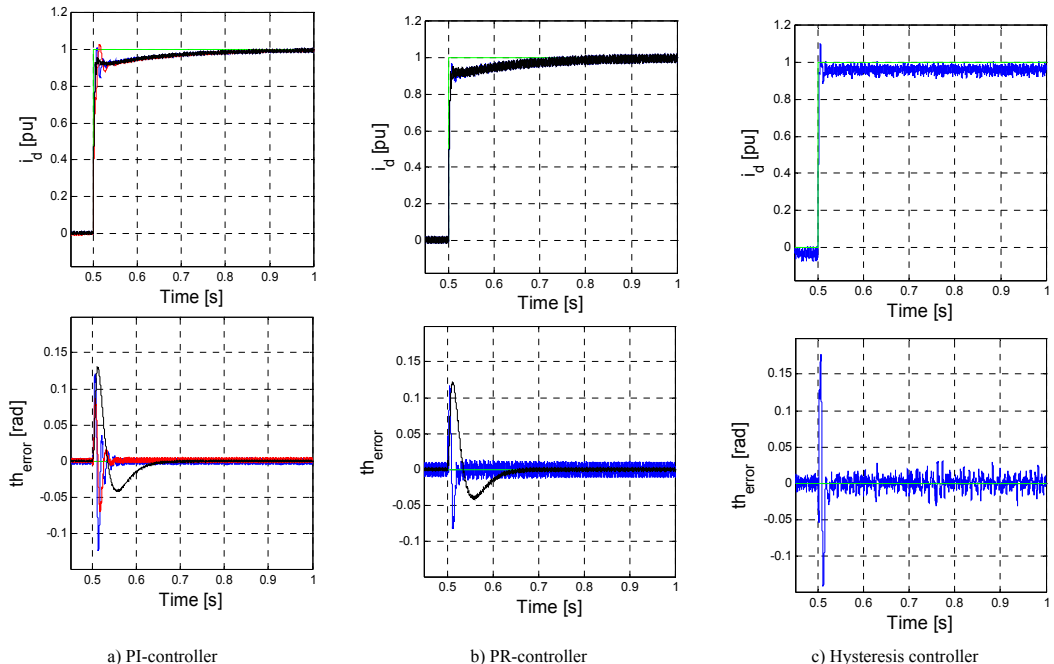 1.2
1
0.8
0.6
0.4
0.2
0
i_d [pu]
0.5 0.6 0.7 0.8 0.9 1
Time [s]
1.2
1
0.8
0.6
0.4
0.2
0
i_d [pu]
0.5 0.6 0.7 0.8 0.9 1
Time [s]
1.2
1
0.8
0.6
0.4
0.2
0
i_d [pu]
0.5 0.6 0.7 0.8 0.9 1
Time [s]
0.15
0.1
0.05
0
-0.05
-0.1
th_error [rad]
0.5 0.6 0.7 0.8 0.9 1
Time [s]
0.15
0.1
0.05
0
-0.05
-0.1
th_error [rad]
0.5 0.6 0.7 0.8 0.9 1
Time [s]
0.15
0.1
0.05
0
-0.05
-0.1
th_error [rad]
0.5 0.6 0.7 0.8 0.9 1
Time [s]
a) PI-controller
b) PR-controller
c) Hysteresis controller